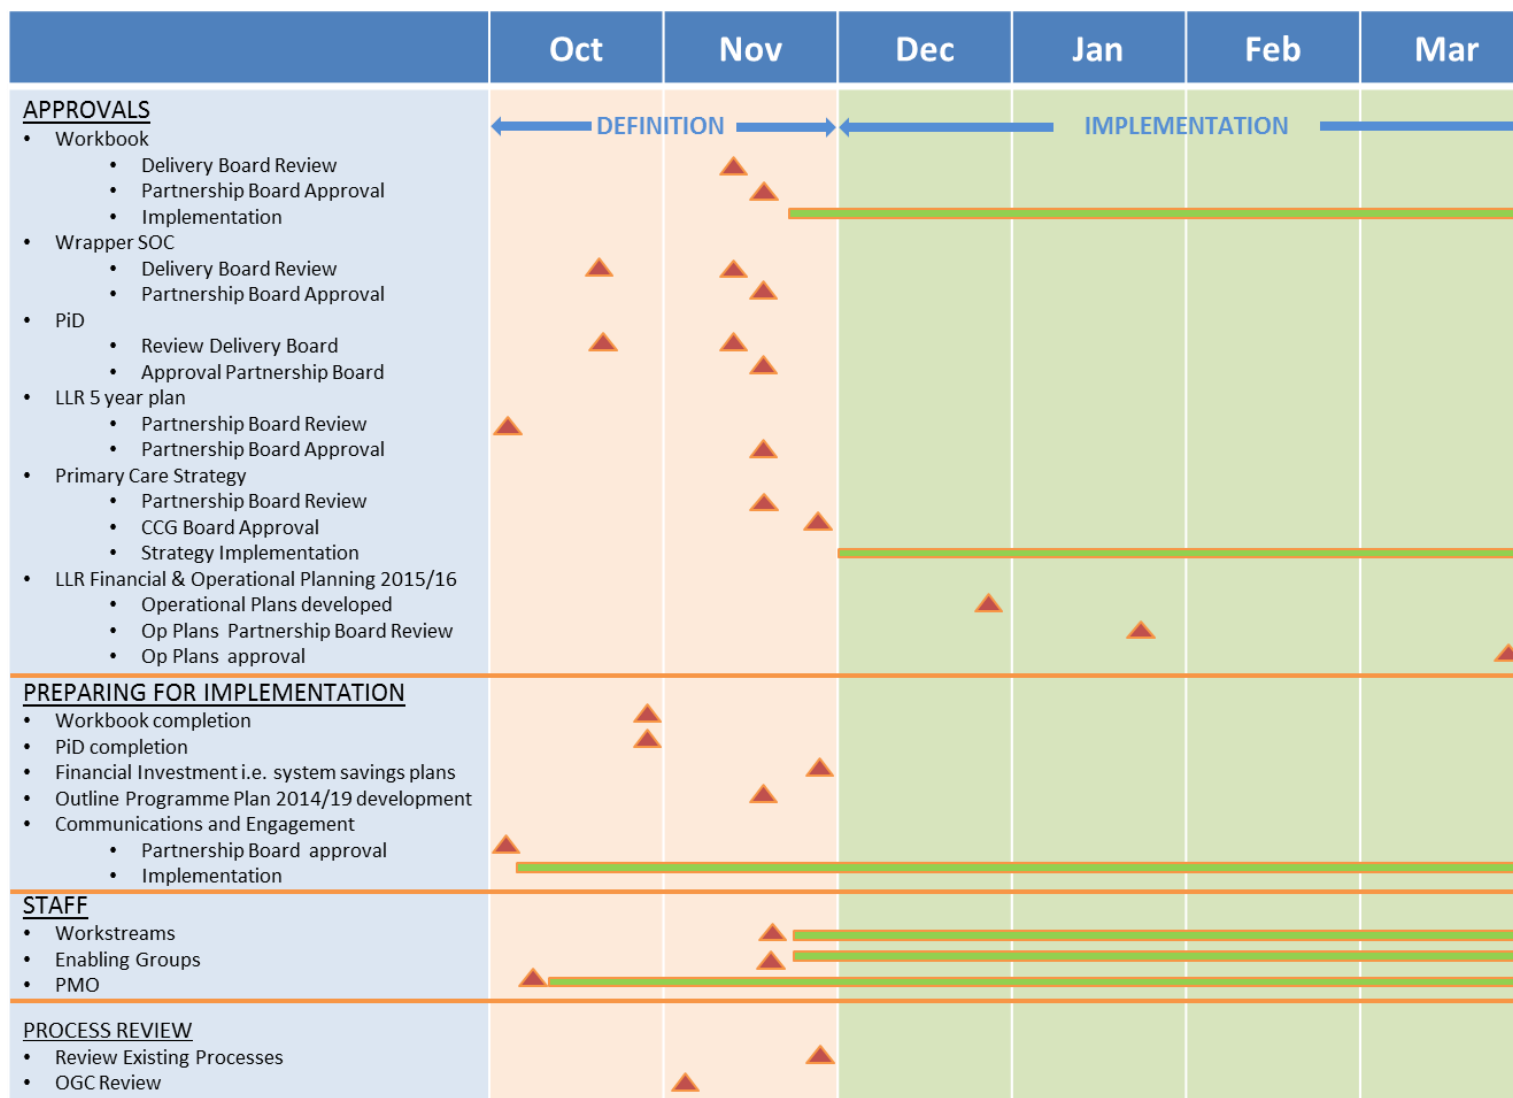 Oct Nov Dec Jan Feb Mar
APPROVALS
DEFINITION IMPLEMENTATION
• Workbook
• Delivery Board Review
• Partnership Board Approval
• Implementation
• Wrapper SOC
• Delivery Board Review
• Partnership Board Approval
• PiD
• Review Delivery Board
• Approval Partnership Board
• LLR 5 year plan
• Partnership Board Review
• Partnership Board Approval
• Primary Care Strategy
• Partnership Board Review
• CCG Board Approval
• Strategy Implementation
• LLR Financial & Operational Planning 2015/16
• Operational Plans developed
• Op Plans Partnership Board Review
• Op Plans approval
PREPARING FOR IMPLEMENTATION
• Workbook completion
• PiD completion
• Financial Investment i.e. system savings plans
• Outline Programme Plan 2014/19 development
• Communications and Engagement
• Partnership Board approval
• Implementation
STAFF
• Workstreams
• Enabling Groups
• PMO
PROCESS REVIEW
• Review Existing Processes
• OGC Review